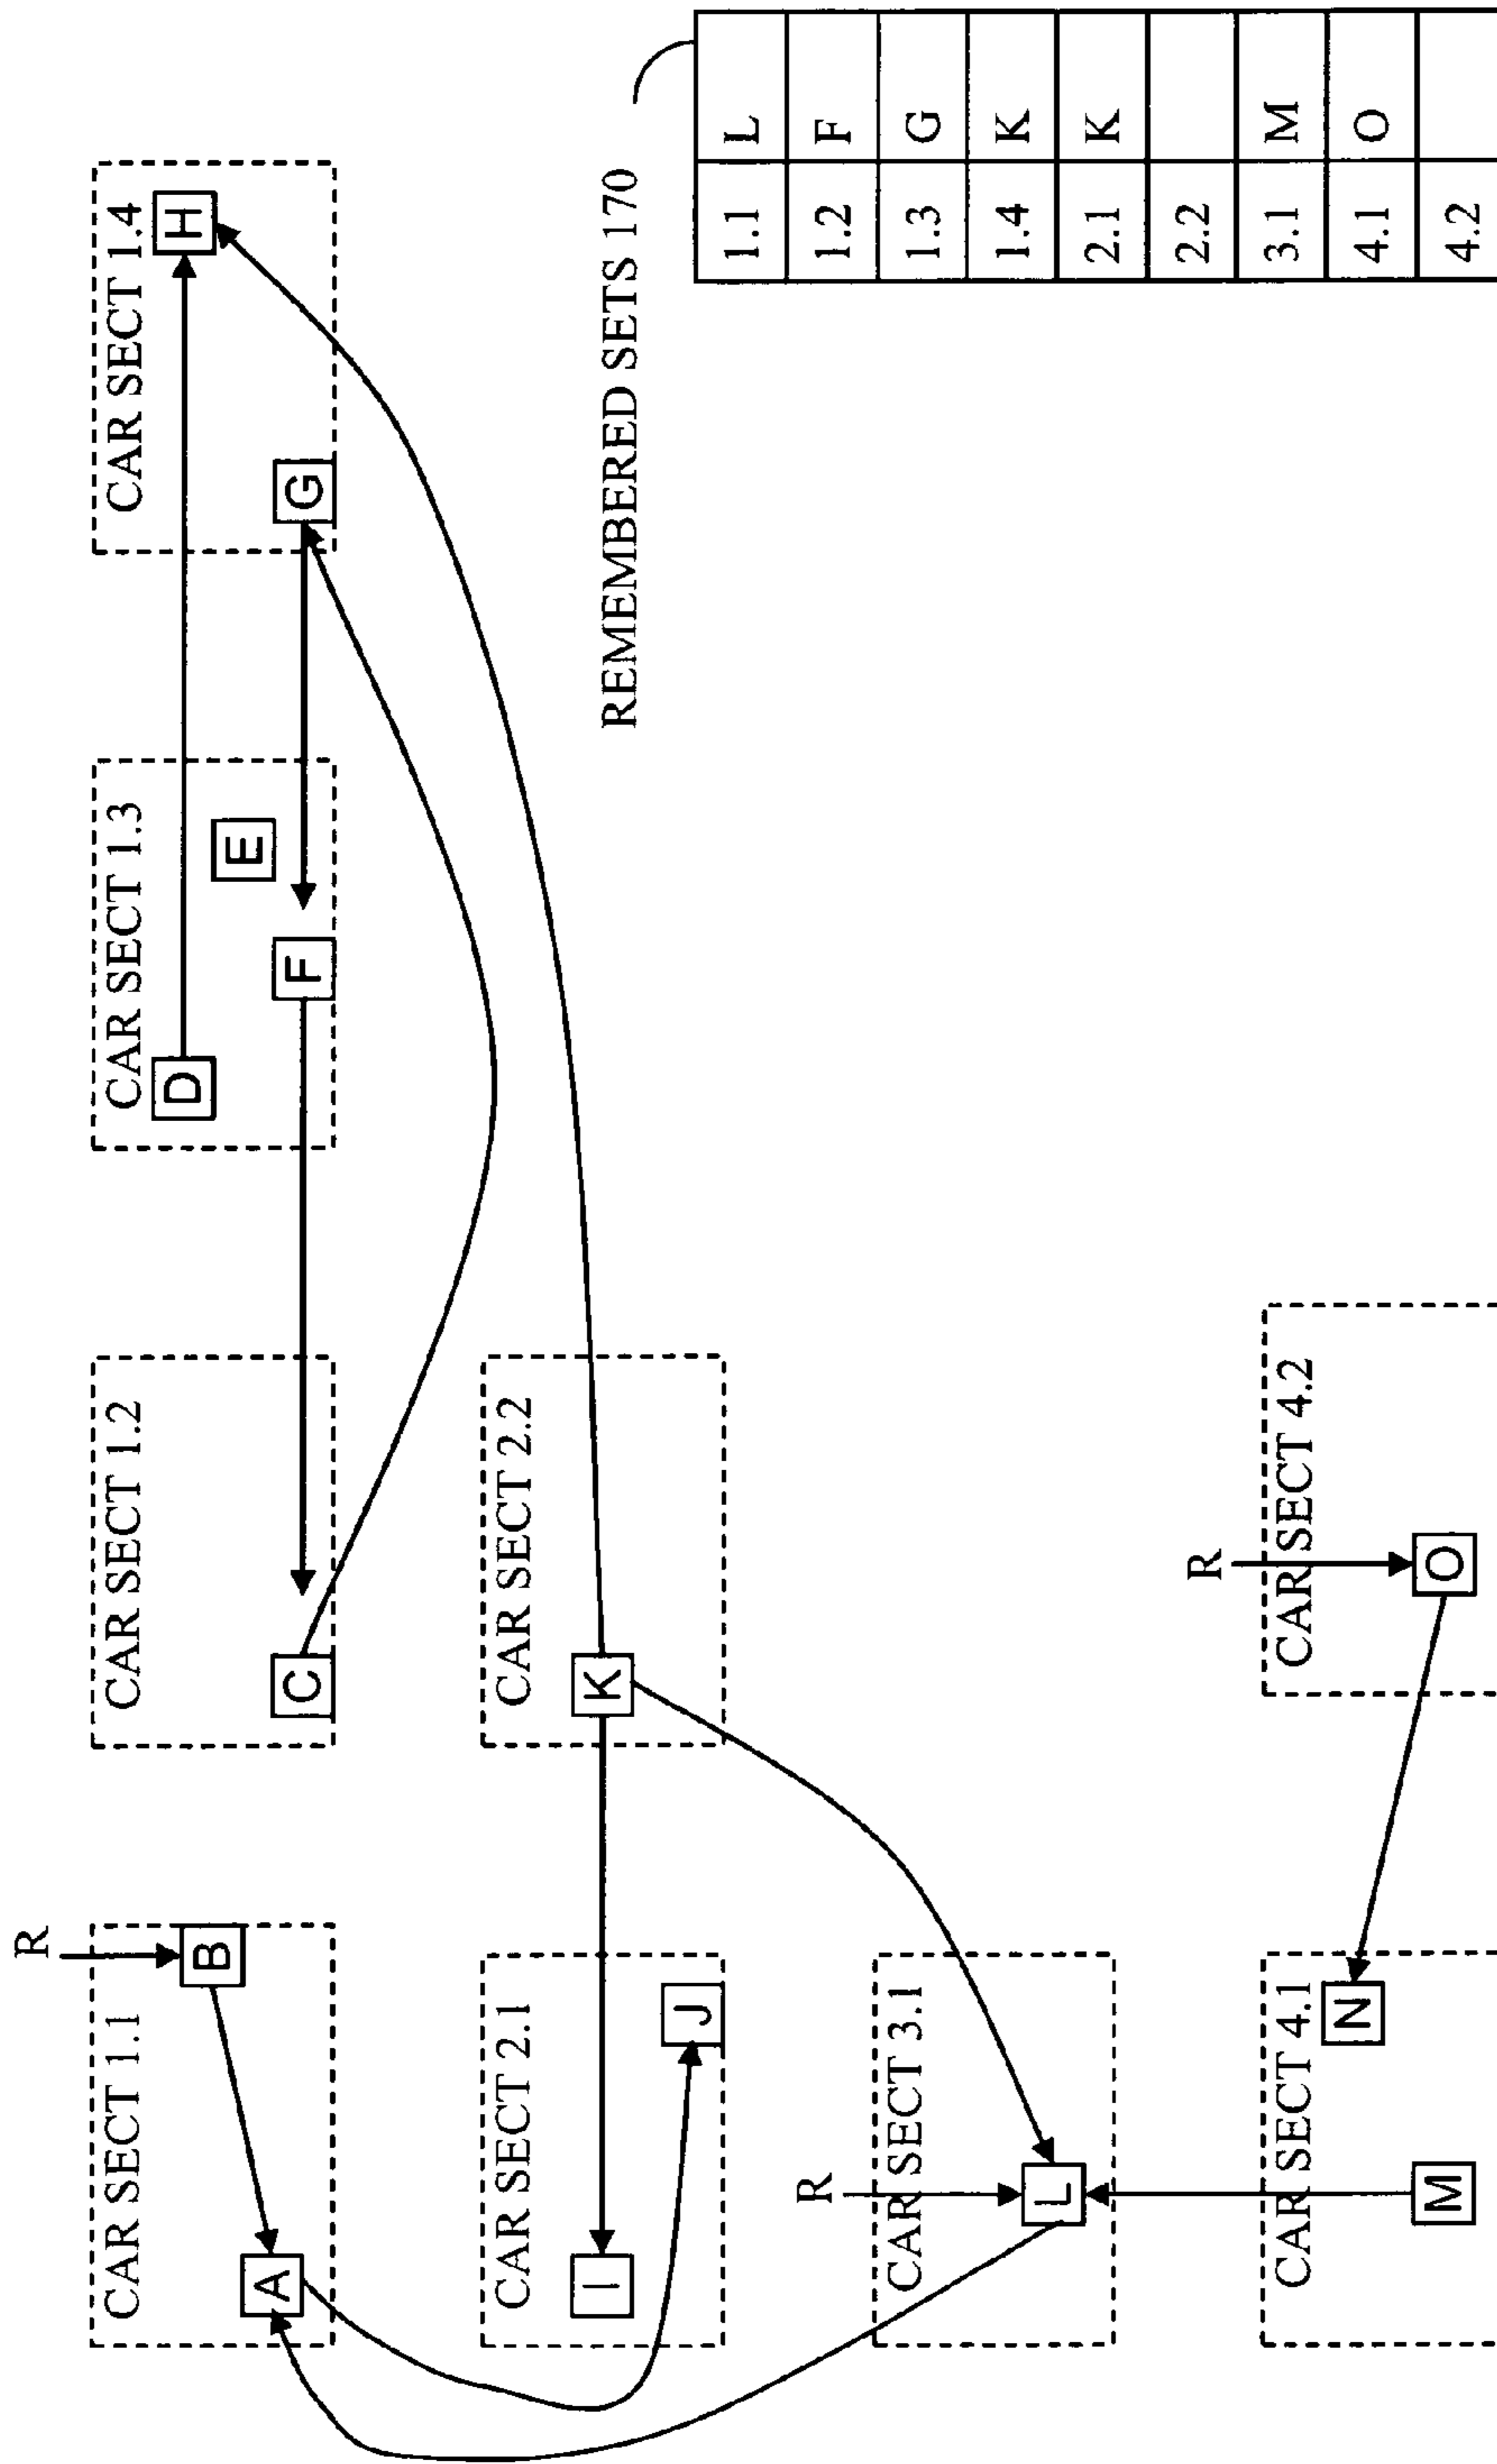 R
CAR SECT 1.1
B
A
CAR SECT 1.2
C
CAR SECT 1.3
D
E
F
CAR SECT 1.4
H
G
CAR SECT 2.1
I
J
CAR SECT 2.2
K
R
CAR SECT 3.1
L
CAR SECT 4.1
M
N
R
CAR SECT 4.2
O
REMEMBERED SETS 170
1.1 L
1.2 F
1.3 G
1.4 K
2.1 K
2.2
3.1 M
4.1 O
4.2